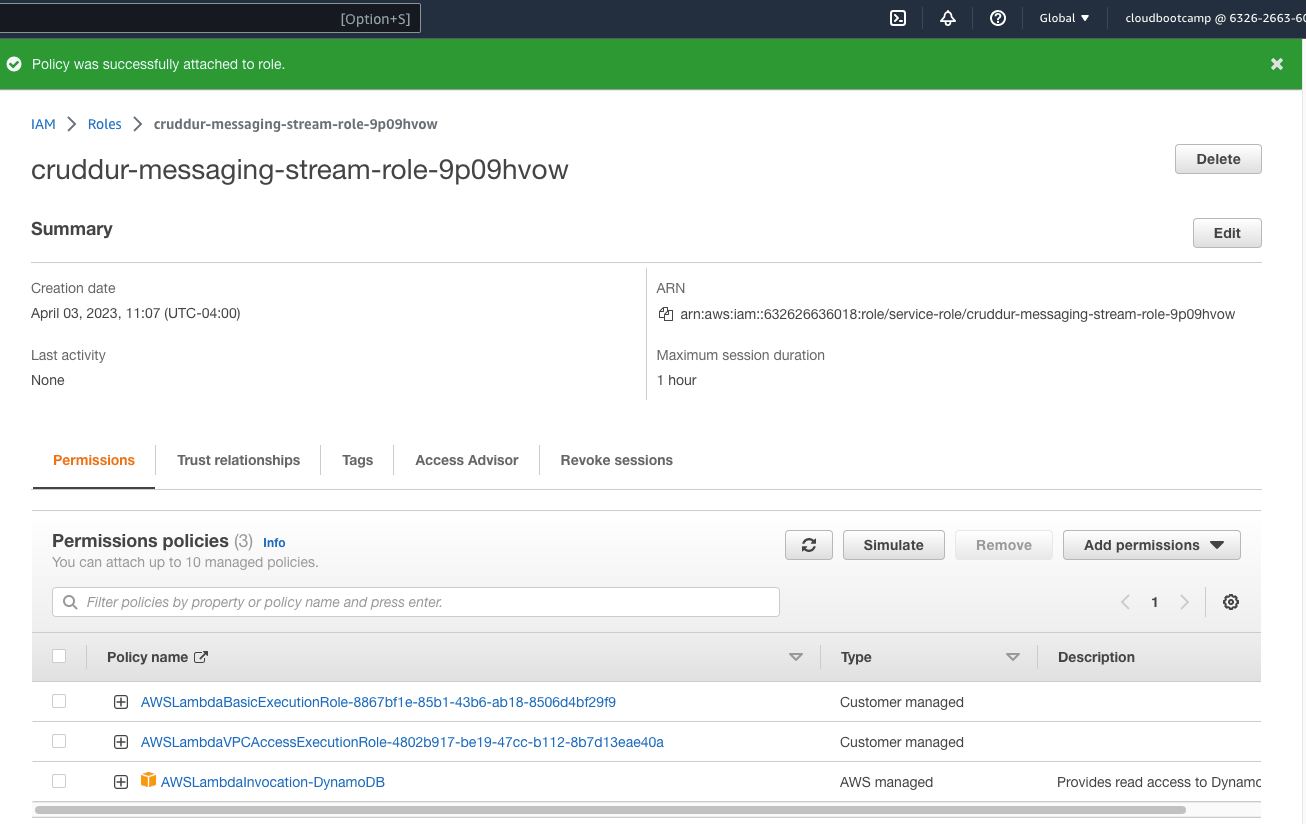 [Option+S]
Global
cloudbootcamp @ 6326-2663-60
Policy was successfully attached to role.
IAM > Roles > cruddur-messaging-stream-role-9p09hvow
cruddur-messaging-stream-role-9p09hvow
Delete
Summary
Edit
Creation date
April 03, 2023, 11:07 (UTC-04:00)
ARN
arn:aws:iam::632626636018:role/service-role/cruddur-messaging-stream-role-9p09hvow
Last activity
None
Maximum session duration
1 hour
Permissions Trust relationships Tags Access Advisor Revoke sessions
Permissions policies (3) Info
You can attach up to 10 managed policies.
Simulate Remove Add permissions
Filter policies by property or policy name and press enter.
1
Policy name Type Description
AWSLambdaBasicExecutionRole-8867bf1e-85b1-43b6-ab18-8506d4bf29f9 Customer managed
AWSLambdaVPCAccessExecutionRole-4802b917-be19-47cc-b112-8b7d13eae40a Customer managed
AWSLambdaInvocation-DynamoDB AWS managed Provides read access to Dynamo